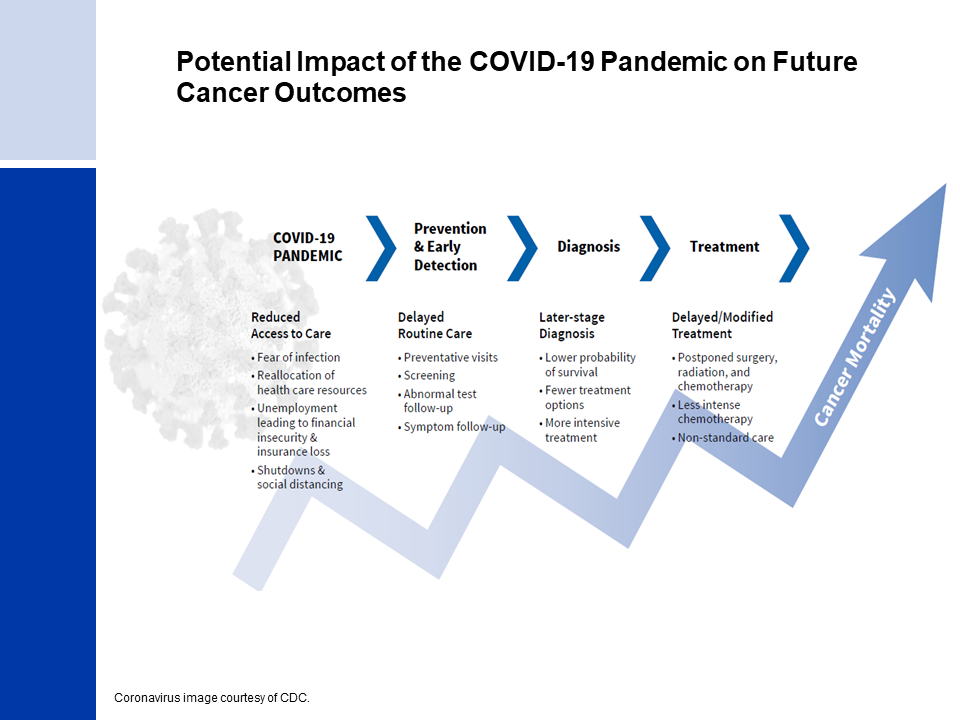 Potential Impact of the COVID-19 Pandemic on Future
Cancer Outcomes
COVID-19
PANDEMIC
Prevention
& Early
Detection
Diagnosis
Treatment
Reduced
Access to Care
• Fear of infection
• Reallocation of
health care resources
• Unemployment
leading to financial
insecurity &
insurance loss
• Shutdowns &
social distancing
Delayed
Routine Care
• Preventative visits
• Screening
• Abnormal test
follow-up
• Symptom follow-up
Later-stage
Diagnosis
• Lower probability
of survival
• Fewer treatment
options
• More intensive
treatment
Delayed/Modified
Treatment
• Postponed surgery,
radiation, and
chemotherapy
• Less intense
chemotherapy
• Non-standard care
Cancer Mortality
Coronavirus image courtesy of CDC.